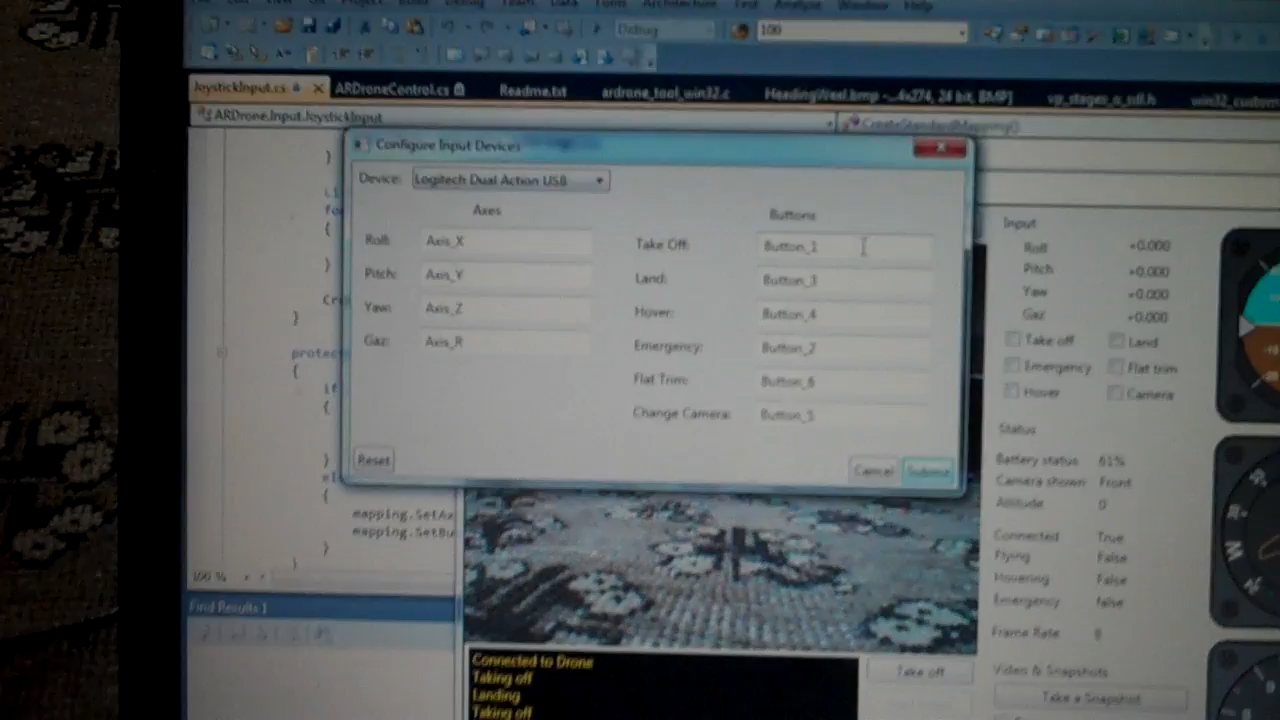 Debug
100
JoystickInput.cs
ARDroneControl.cs
Readme.txt
ardrone_tool_win32.c
ARDrone.Input.JoystickInput
CreateStandardMapping()
Configure Input Devices
Device: Logitech Dual Action USB
Axes
Buttons
Roll: Axis_X
Pitch: Axis_Y
Yaw: Axis_Z
Gaz: Axis_R
Take Off: Button_1
Land: Button_3
Hover: Button_4
Emergency: Button_2
Flat Trim: Button_6
Change Camera: Button_5
Reset
Cancel
Submit
}
{
}
}
{
{
}
{
mapping.SetAx
mapping.SetBu
}
}
100 %
Find Results 1
Input
Roll +0.000
Pitch +0.000
Yaw +0.000
Gaz +0.000
Take off
Land
Emergency
Flat trim
Hover
Camera
Status
Battery status 61%
Camera shown Front
Altitude 0
Connected True
Flying False
Hovering False
Emergency false
Frame Rate 8
Video & Snapshots
Take a Snapshot
Connected to Drone
Taking off
Landing
Taking off
Take off